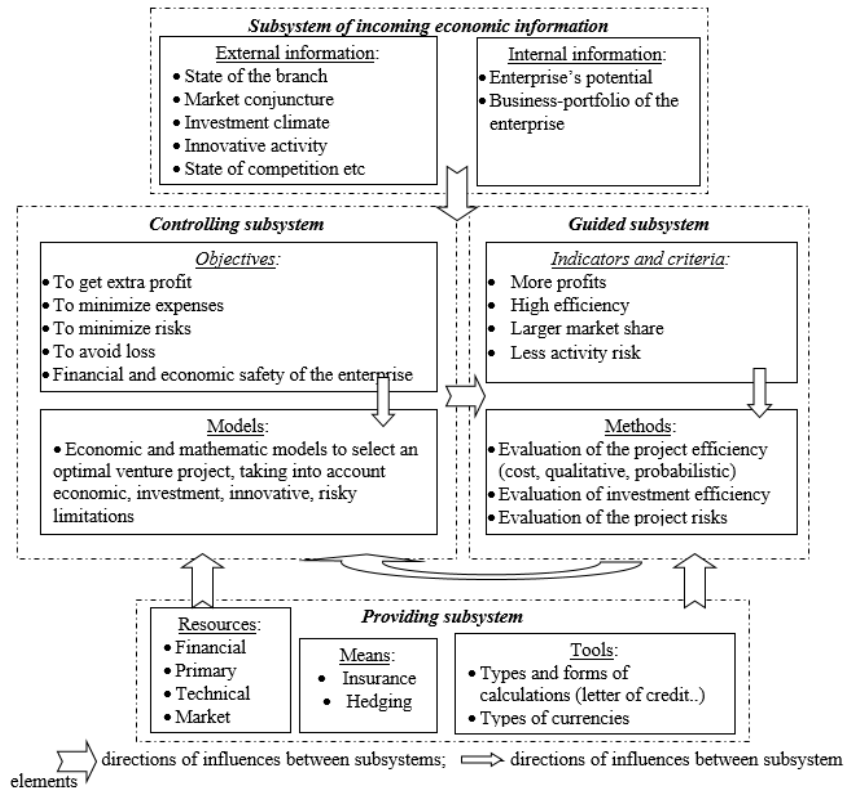 Subsystem of incoming economic information
External information:
• State of the branch
• Market conjuncture
• Investment climate
• Innovative activity
• State of competition etc
Internal information:
• Enterprise's potential
• Business-portfolio of the
enterprise
Controlling subsystem
Objectives:
• To get extra profit
• To minimize expenses
• To minimize risks
• To avoid loss
• Financial and economic safety of the enterprise
Models:
• Economic and mathematic models to select an
optimal venture project, taking into account
economic, investment, innovative, risky
limitations
Guided subsystem
Indicators and criteria:
• More profits
• High efficiency
• Larger market share
• Less activity risk
Methods:
• Evaluation of the project efficiency
(cost, qualitative, probabilistic)
• Evaluation of investment efficiency
• Evaluation of the project risks
Providing subsystem
Resources:
• Financial
• Primary
• Technical
• Market
Means:
• Insurance
• Hedging
Tools:
• Types and forms of
calculations (letter of credit..)
• Types of currencies
directions of influences between subsystems; directions of influences between subsystem
elements